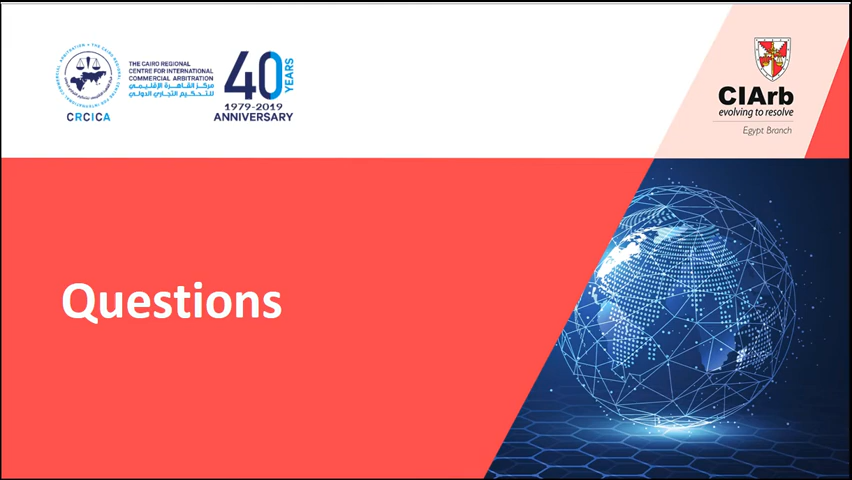 THE CAIRO REGIONAL
CENTRE FOR INTERNATIONAL
COMMERCIAL ARBITRATION
مركز القاهرة الإقليمي
للتحكيم التجاري الدولي
CRCICA
40 YEARS
1979-2019
ANNIVERSARY
CIArb
evolving to resolve
Egypt Branch
Questions